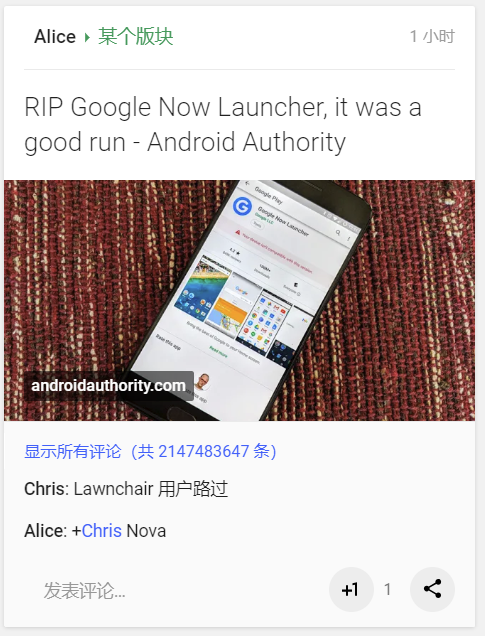 Alice ▸ 某个版块
1 小时
RIP Google Now Launcher, it was a
good run - Android Authority
Google Play
Google Now Launcher
Google LLC
androidauthority.com
显示所有评论（共 2147483647 条）
Chris: Lawnchair 用户路过
Alice: +Chris Nova
发表评论...
+1
1